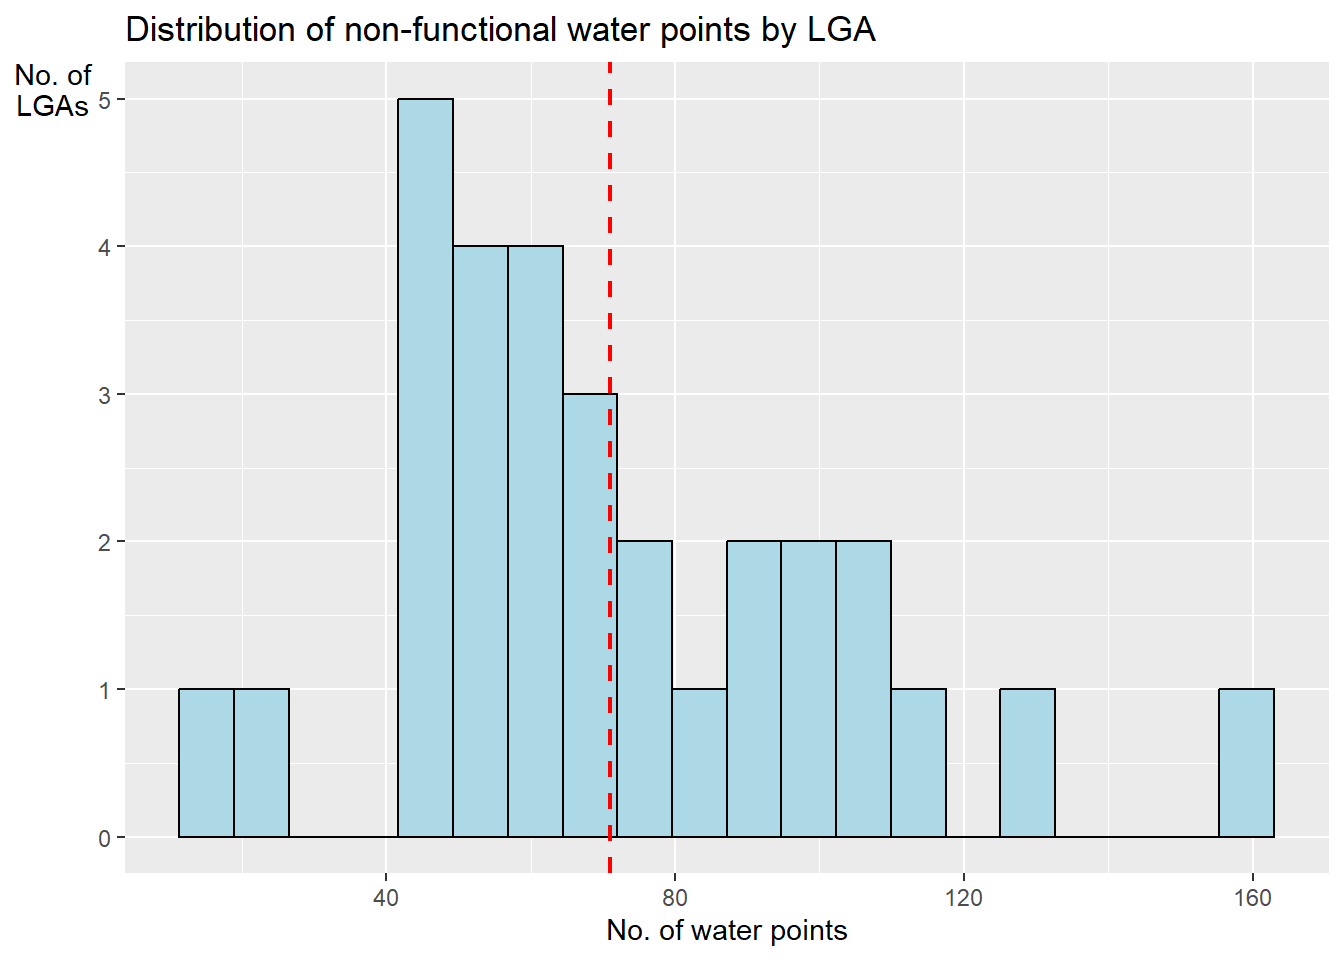 Distribution of non-functional water points by LGA
No. of
LGAs
5
4
3
2
1
0
40 80 120 160
No. of water points